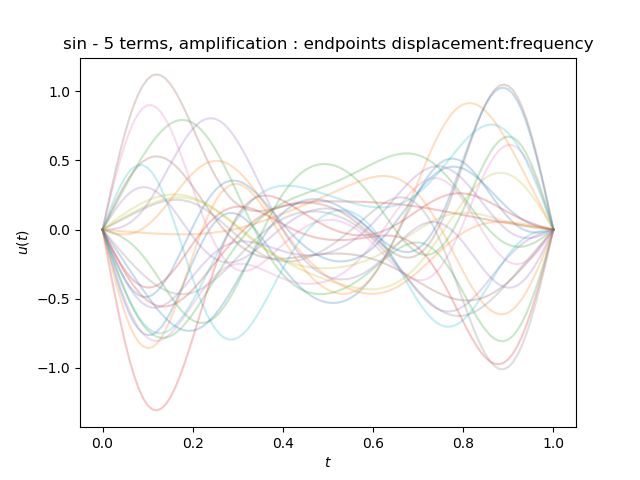 sin - 5 terms, amplification : endpoints displacement:frequency
1.0
0.5
0.0
−0.5
−1.0
u(t)
0.0 0.2 0.4 0.6 0.8 1.0
t